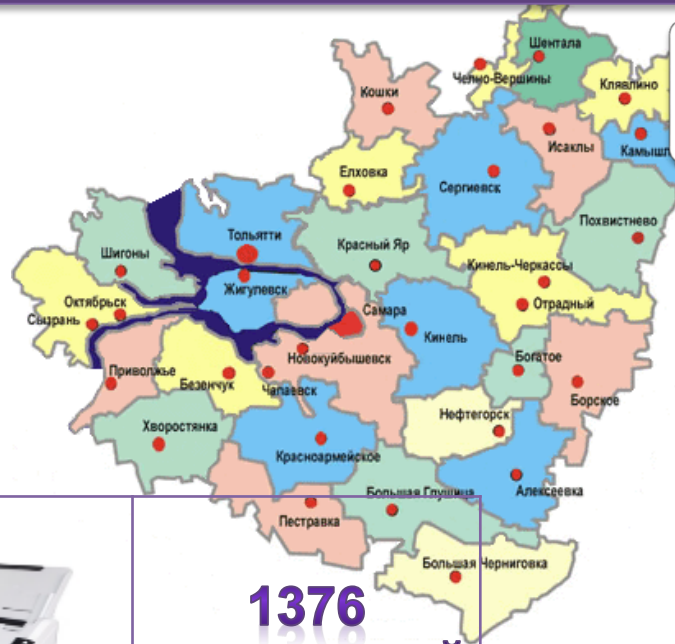 Шентала
Челно-Вершины
Клявлино
Кошки
Исаклы
Камышл
Елховка
Сергиевск
Похвистнево
Тольятти
Красный Яр
Шигоны
Кинель-Черкассы
Жигулевск
Октябрьск
Отрадный
Сызрань
Самара
Кинель
Новокуйбышевск
Богатое
Приволжье
Безенчук
Чапаевск
Борское
Нефтегорск
Хворостянка
Красноармейское
Большая Глушица
Алексеевка
Пестравка
Большая Черниговка
1376